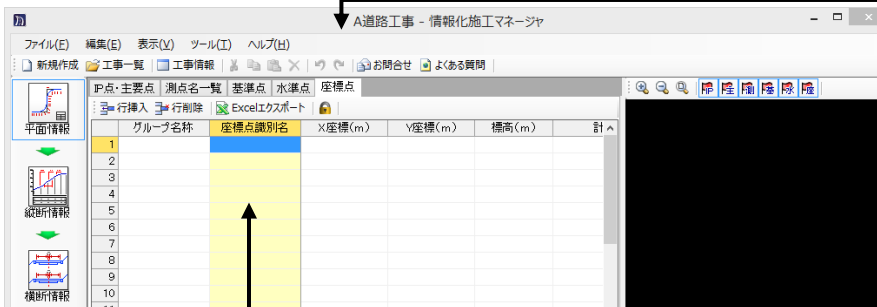 A道路工事 - 情報化施工マネージャ
ファイル(F) 編集(E) 表示(V) ツール(T) ヘルプ(H)
新規作成 工事一覧 工事情報 お問合せ よくある質問
IP点・主要点 測点名一覧 基準点 水準点 座標点
行挿入 行削除 Excelエクスポート
平面情報
縦断情報
横断情報
グループ名称 座標点識別名 X座標(m) Y座標(m) 標高(m) 計
1
2
3
4
5
6
7
8
9
10